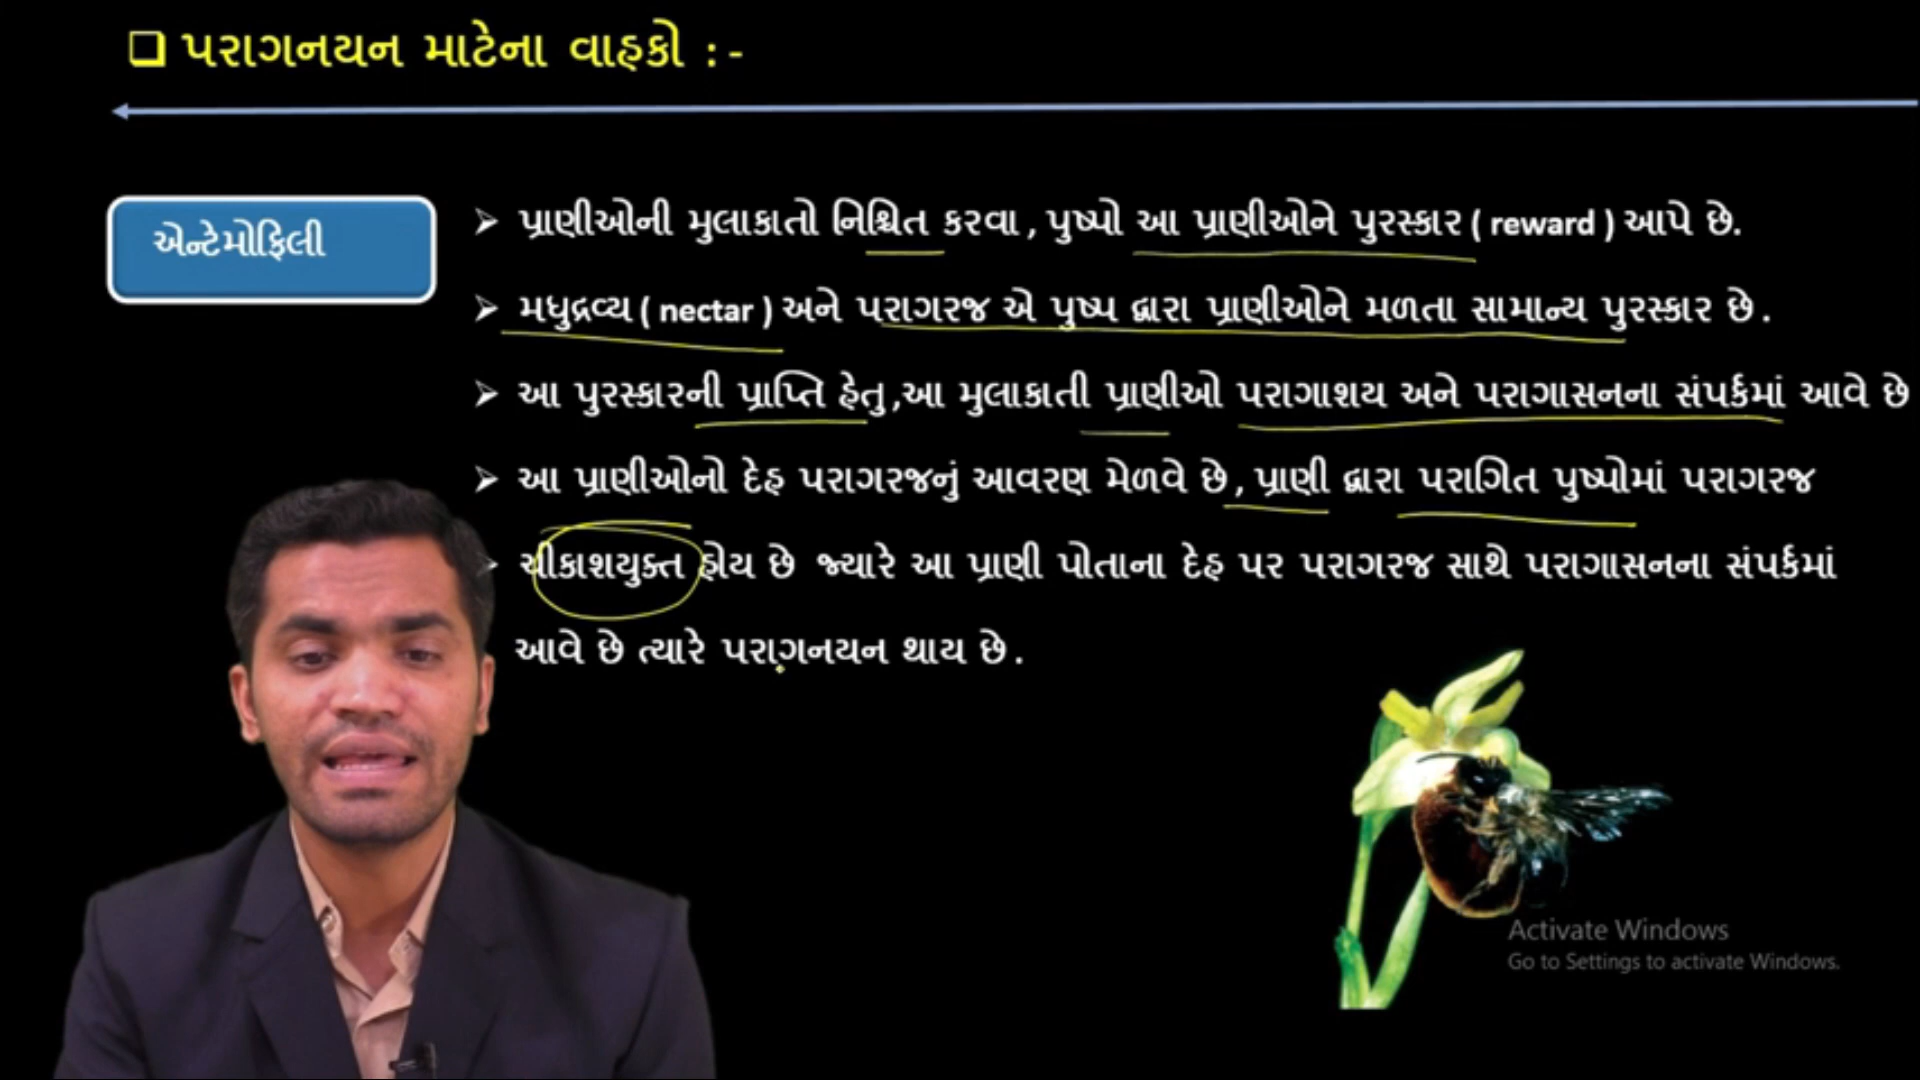 પરાગનયન માટેના વાહકો :-
એન્ટેમોફિલી
પ્રાણીઓની મુલાકાતો નિશ્ચિત કરવા , પુષ્પો આ પ્રાણીઓને પુરસ્કાર ( reward ) આપે છે.
મધુદ્રવ્ય ( nectar ) અને પરાગરજ એ પુષ્પ દ્વારા પ્રાણીઓને મળતા સામાન્ય પુરસ્કાર છે .
આ પુરસ્કારની પ્રાપ્તિ હેતુ ,આ મુલાકાતી પ્રાણીઓ પરાગાશય અને પરાગાસનના સંપર્કમાં આવે છે
આ પ્રાણીઓનો દેહ પરાગરજનું આવરણ મેળવે છે , પ્રાણી દ્વારા પરાગિત પુષ્પોમાં પરાગરજ
ચીકાશયુક્ત હોય છે જ્યારે આ પ્રાણી પોતાના દેહ પર પરાગરજ સાથે પરાગાસનના સંપર્કમાં
આવે છે ત્યારે પરાગનયન થાય છે .
Activate Windows
Go to Settings to activate Windows.